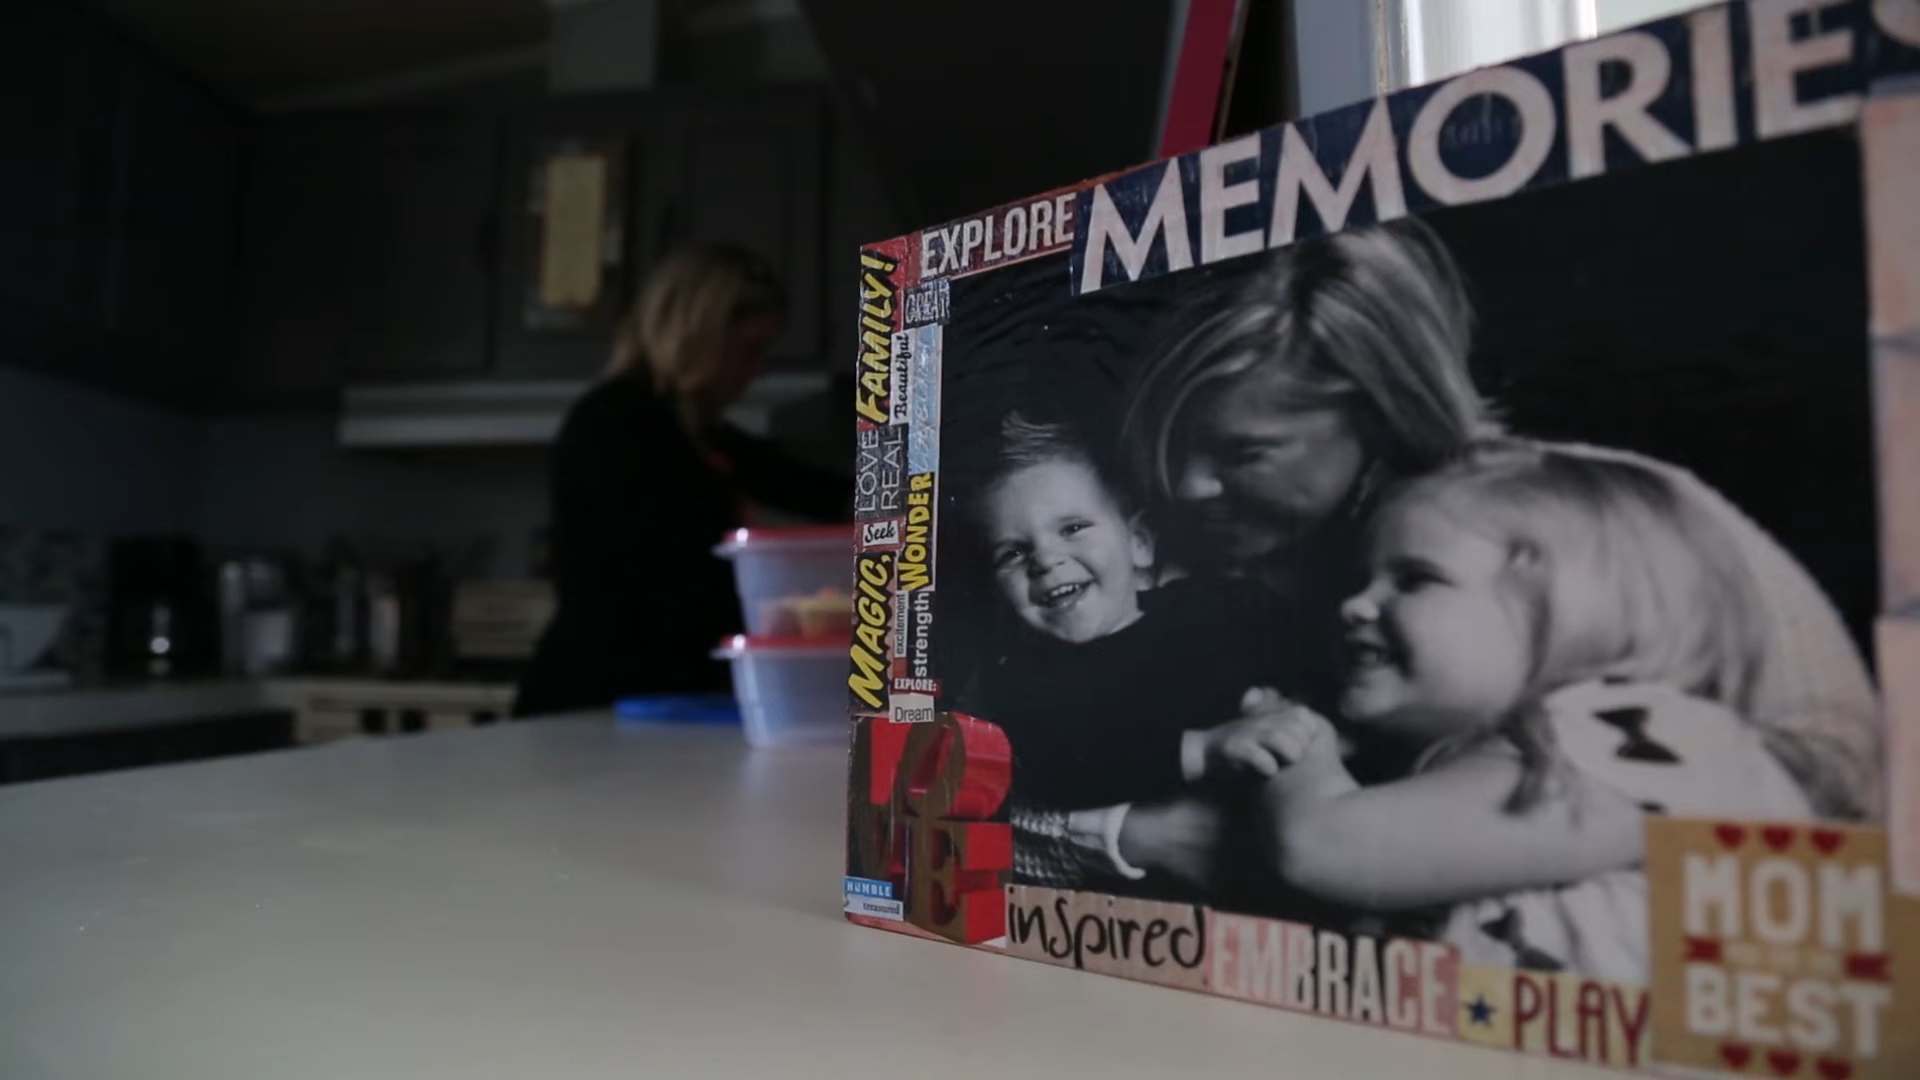 EXPLORE
MEMORIES
FAMILY!
Beautiful
LOVE
REAL
Seek
WONDER
MAGIC,
excitement
strength
EXPLORE:
Dream
LOVE
HUMBLE
treasured
inspired
EMBRACE
PLAY
MOM
BEST